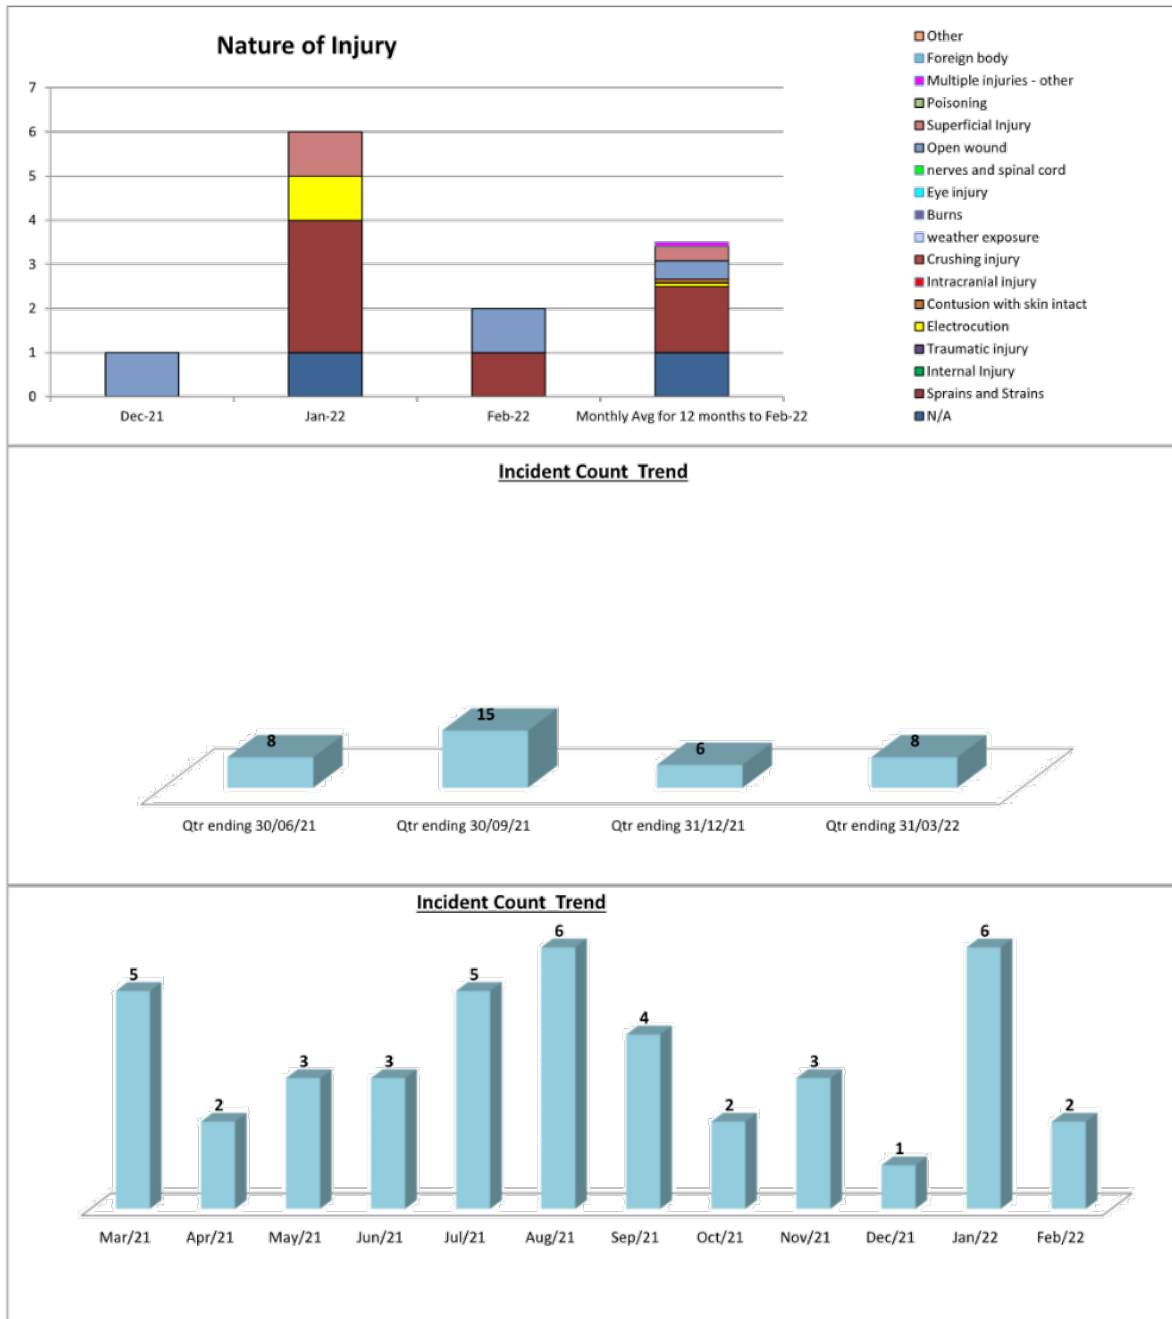 Nature of Injury
7
6
5
4
3
2
1
0
Dec-21 Jan-22 Feb-22 Monthly Avg for 12 months to Feb-22
Other
Foreign body
Multiple injuries - other
Poisoning
Superficial Injury
Open wound
nerves and spinal cord
Eye injury
Burns
weather exposure
Crushing injury
Intracranial injury
Contusion with skin intact
Electrocution
Traumatic injury
Internal Injury
Sprains and Strains
N/A
Incident Count Trend
8 15 6 8
Qtr ending 30/06/21 Qtr ending 30/09/21 Qtr ending 31/12/21 Qtr ending 31/03/22
Incident Count Trend
5 2 3 3 5 6 4 2 3 1 6 2
Mar/21 Apr/21 May/21 Jun/21 Jul/21 Aug/21 Sep/21 Oct/21 Nov/21 Dec/21 Jan/22 Feb/22